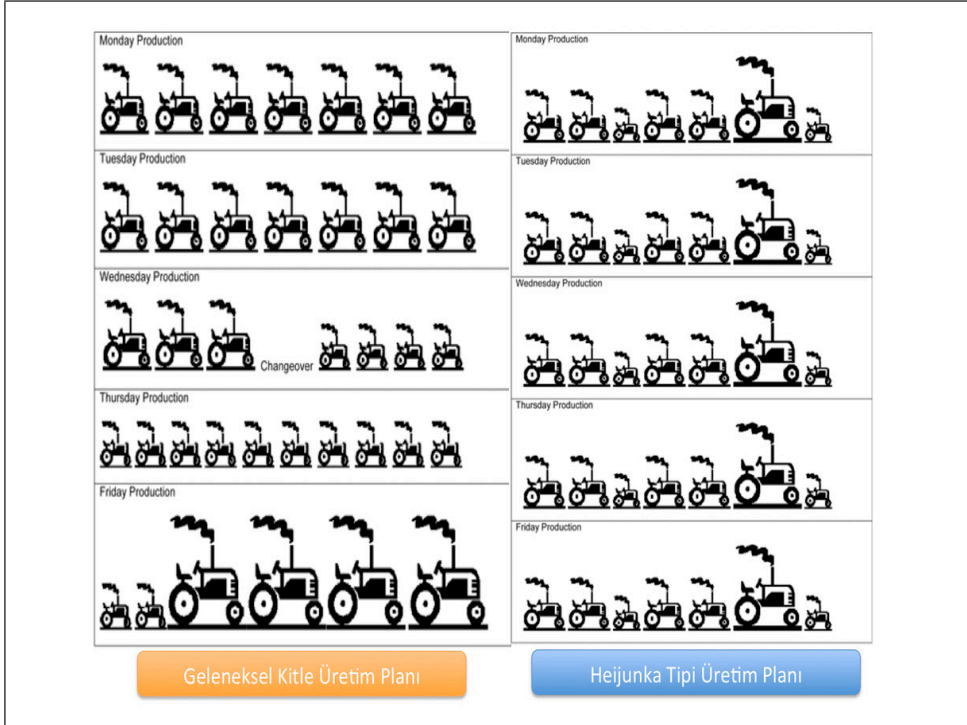 Monday Production
Tuesday Production
Wednesday Production
Changeover
Thursday Production
Friday Production
Geleneksel Kitle Üretim Planı
Monday Production
Tuesday Production
Wednesday Production
Thursday Production
Friday Production
Heijunka Tipi Üretim Planı